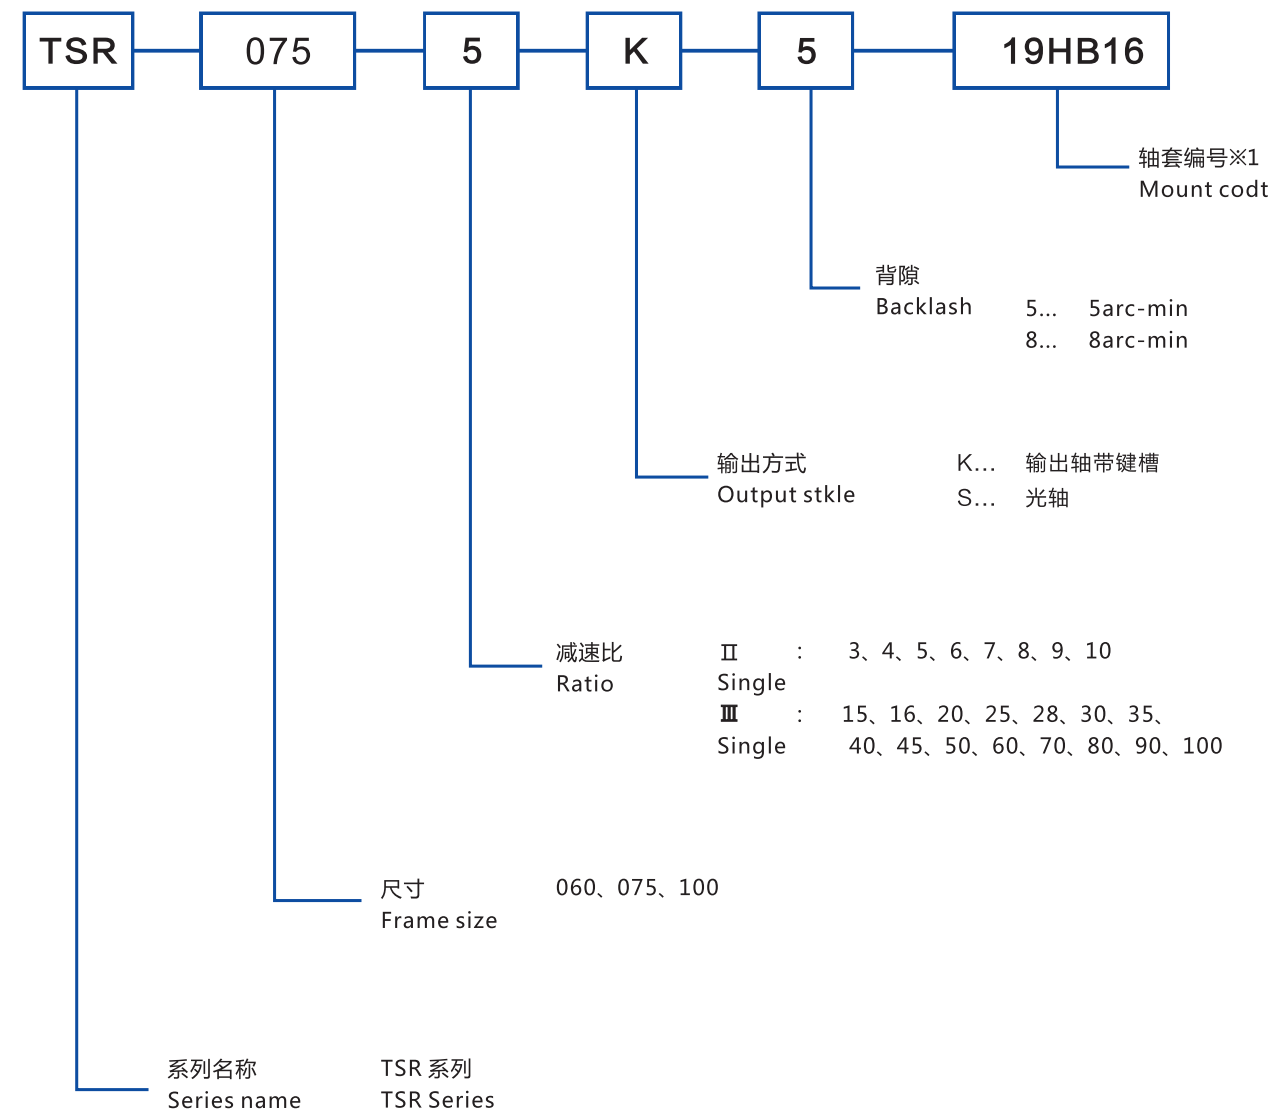 TSR 075 5 K 5 19HB16
轴套编号※1
Mount codt
背隙
Backlash 5... 5arc-min
8... 8arc-min
输出方式 K... 输出轴带键槽
Output stkle S... 光轴
减速比 Ⅱ : 3、4、5、6、7、8、9、10
Ratio Single
Ⅲ : 15、16、20、25、28、30、35、
Single 40、45、50、60、70、80、90、100
尺寸 060、075、100
Frame size
系列名称 TSR 系列
Series name TSR Series